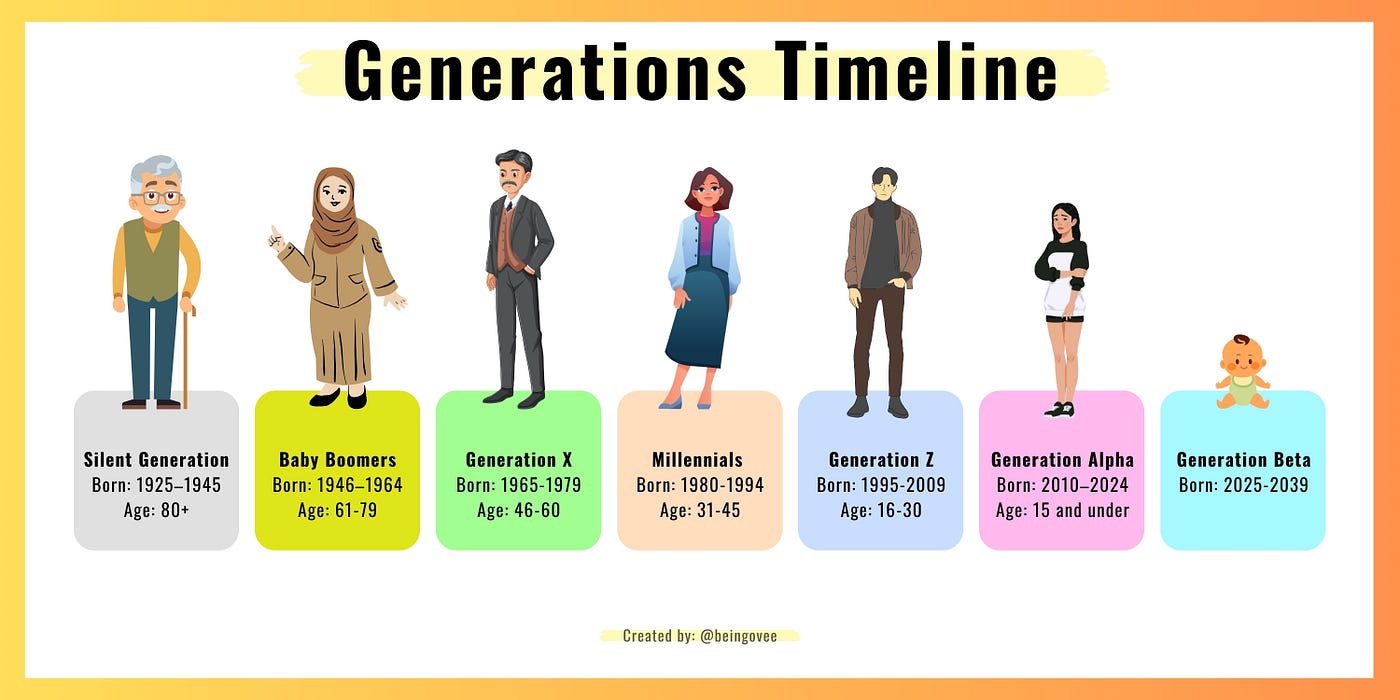 Generations Timeline
Silent Generation
Born: 1925–1945
Age: 80+
Baby Boomers
Born: 1946–1964
Age: 61-79
Generation X
Born: 1965-1979
Age: 46-60
Millennials
Born: 1980-1994
Age: 31-45
Generation Z
Born: 1995-2009
Age: 16-30
Generation Alpha
Born: 2010–2024
Age: 15 and under
Generation Beta
Born: 2025-2039
Created by: @beingovee